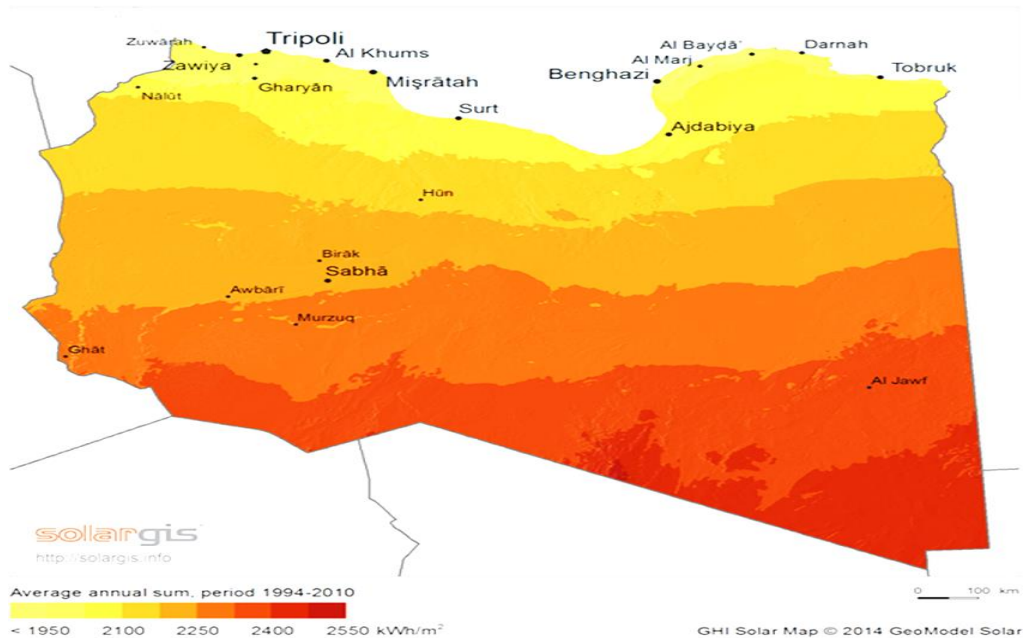 Zuwārah
Tripoli
Zawiya
Al Khums
Gharyān
Mişrātah
Nālūt
Surt
Al Bayḑā'
Darnah
Al Marj
Benghazi
Tobruk
Ajdabiya
Hūn
Birāk
Sabhā
Awbārī
Murzuq
Ghāt
Al Jawf
solargis
http://solargis.info
Average annual sum, period 1994-2010
< 1950 2100 2250 2400 2550 kWh/m²
0 100 km
GHI Solar Map © 2014 GeoModel Solar